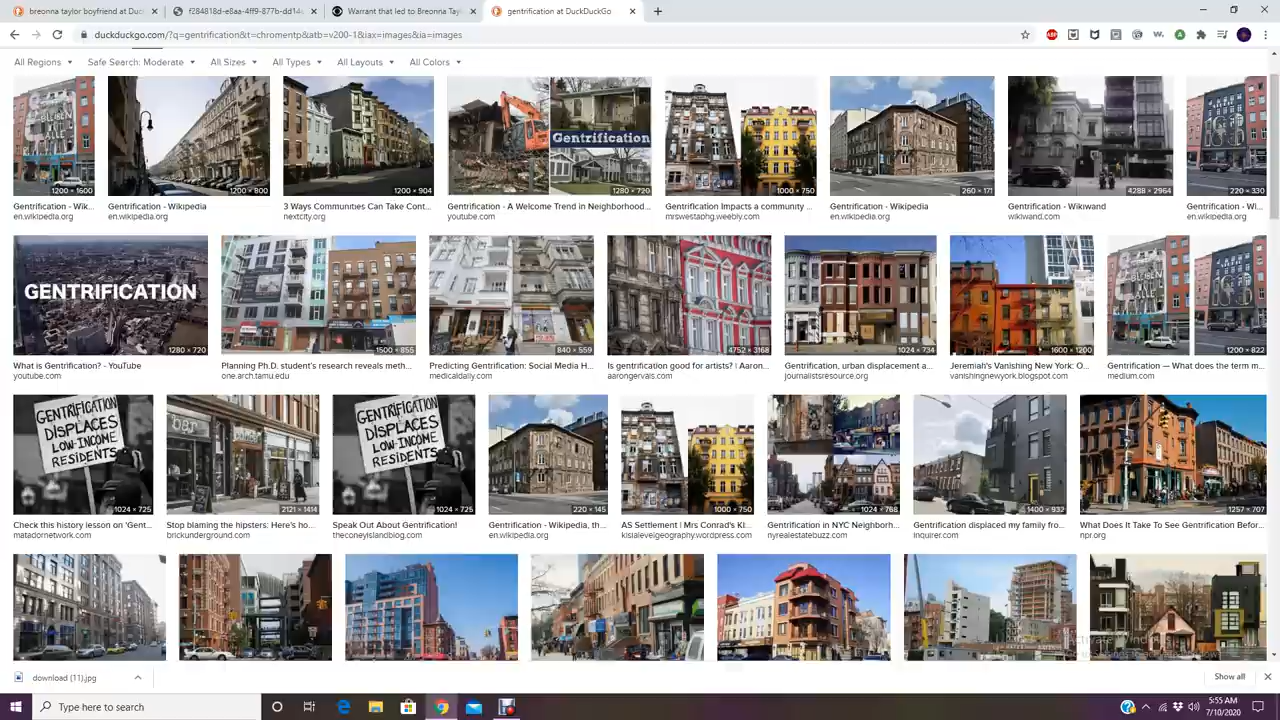 breonna taylor boyfriend at DuckDu
f284818d-e8aa-4ff9-877b-dd14
Warrant that led to Breonna Tayl
gentrification at DuckDuckGo
duckduckgo.com/?q=gentrification&t=chromentp&atb=v200-1&iax=images&ia=images
ABP
All Regions
Safe Search: Moderate
All Sizes
All Types
All Layouts
All Colors
Gentrification
1200 × 1600
1200 × 800
1200 × 904
1280 × 720
1000 × 750
260 × 171
4288 × 2964
220 × 330
Gentrification - Wik...
Gentrification - Wikipedia
3 Ways Communities Can Take Cont...
Gentrification - A Welcome Trend in Neighborhood...
Gentrification Impacts a community ...
Gentrification - Wikipedia
Gentrification - Wikiwand
Gentrification - Wi...
en.wikipedia.org
en.wikipedia.org
nextcity.org
youtube.com
mrswestaphg.weebly.com
en.wikipedia.org
wikiwand.com
en.wikipedia.org
GENTRIFICATION
1280 × 720
1500 × 855
840 × 559
4752 × 3168
1024 × 734
1600 × 1200
1200 × 822
What is Gentrification? - YouTube
Planning Ph.D. student's research reveals meth...
Predicting Gentrification: Social Media H...
Is gentrification good for artists? | Aaron...
Gentrification, urban displacement a...
Jeremiah's Vanishing New York: O...
Gentrification — What does the term m...
youtube.com
one.arch.tamu.edu
medicaldaily.com
aarongervais.com
journalistsresource.org
vanishingnewyork.blogspot.com
medium.com
GENTRIFICATION
DISPLACES
LOW-INCOME
RESIDENTS
bar
GENTRIFICATION
DISPLACES
LOW-INCOME
RESIDENTS
1024 × 725
2121 × 1414
1024 × 725
220 × 145
1000 × 750
1024 × 768
1400 × 932
1257 × 707
Check this history lesson on 'Gent...
Stop blaming the hipsters: Here's ho...
Speak Out About Gentrification!
Gentrification - Wikipedia, th...
AS Settlement | Mrs Conrad's Ki...
Gentrification in NYC Neighborh...
Gentrification displaced my family fro...
What Does It Take To See Gentrification Befor...
matadornetwork.com
brickunderground.com
theconeyislandblog.com
en.wikipedia.org
kisialevelgeography.wordpress.com
nyrealestatebuzz.com
inquirer.com
npr.org
Activate Windows
download (11).jpg
Show all
Type here to search
5:55 AM
7/10/2020